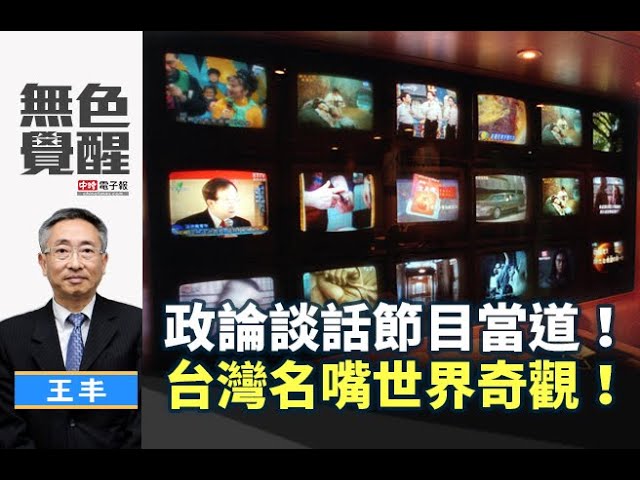 無色
覺醒
中時 電子報
王丰
政論談話節目當道！
台灣名嘴世界奇觀！